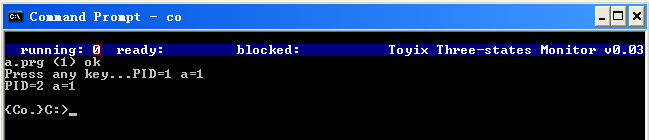 C:\ Command Prompt - co
running: 0 ready: blocked: Toyix Three-states Monitor v0.03
a.prg (1) ok
Press any key...PID=1 a=1
PID=2 a=1
{Co.}C:>_